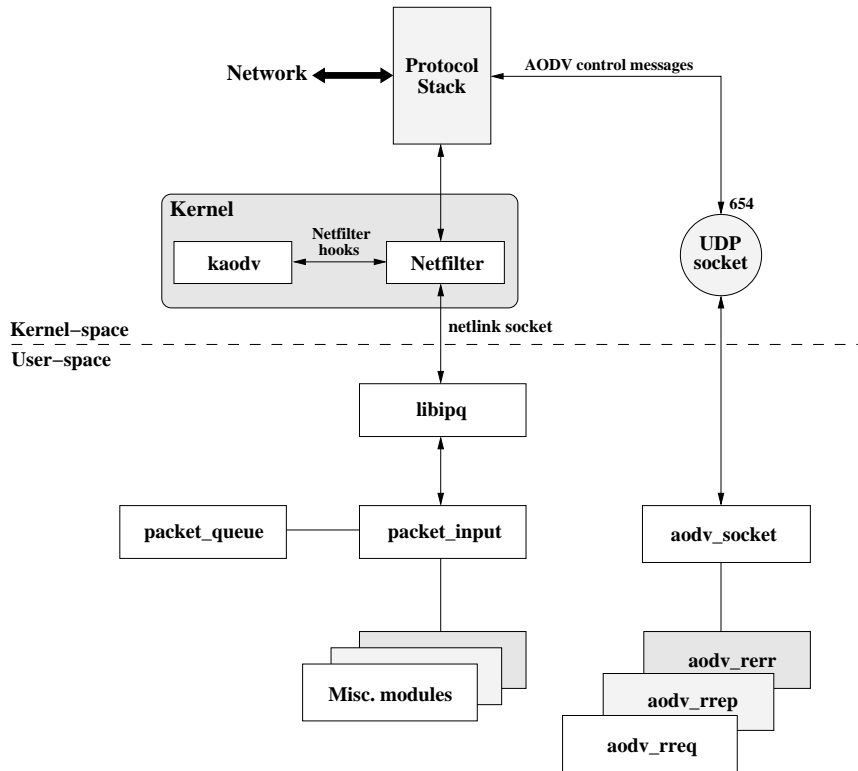 Protocol
Stack
Network
AODV control messages
Kernel
654
Netfilter
hooks
kaodv
Netfilter
UDP
socket
netlink socket
Kernel−space
User−space
libipq
packet_queue
packet_input
aodv_socket
aodv_rerr
Misc. modules
aodv_rrep
aodv_rreq